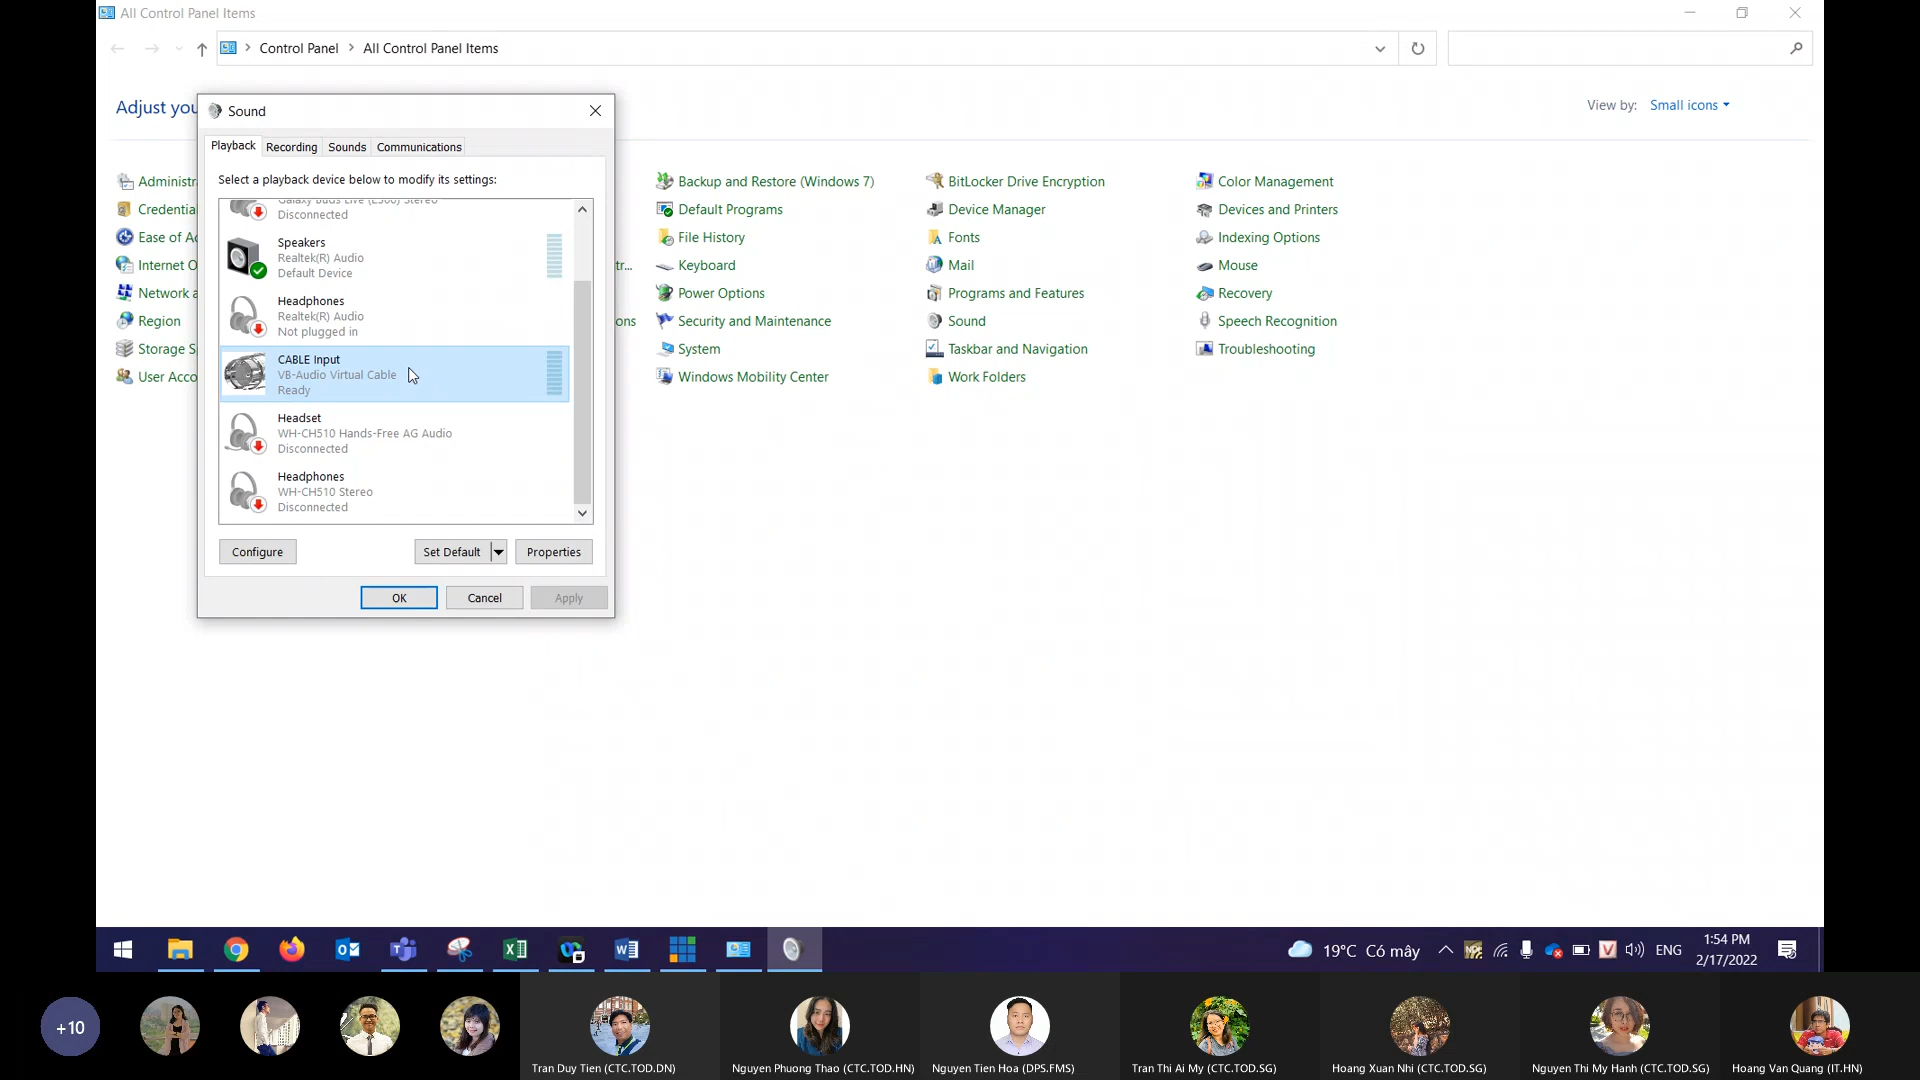 All Control Panel Items
Control Panel > All Control Panel Items
Adjust you
View by: Small icons
Sound
Playback Recording Sounds Communications
Select a playback device below to modify its settings:
Galaxy Buds Live (E300) Stereo
Disconnected
Speakers
Realtek(R) Audio
Default Device
Headphones
Realtek(R) Audio
Not plugged in
CABLE Input
VB-Audio Virtual Cable
Ready
Headset
WH-CH510 Hands-Free AG Audio
Disconnected
Headphones
WH-CH510 Stereo
Disconnected
Configure Set Default Properties
OK Cancel Apply
Administr
Credentia
Ease of Ac
Internet O
Network a
Region
Storage S
User Acco
tr...
ons
Backup and Restore (Windows 7)
Default Programs
File History
Keyboard
Power Options
Security and Maintenance
System
Windows Mobility Center
BitLocker Drive Encryption
Device Manager
Fonts
Mail
Programs and Features
Sound
Taskbar and Navigation
Work Folders
Color Management
Devices and Printers
Indexing Options
Mouse
Recovery
Speech Recognition
Troubleshooting
19°C Có mây
ENG
1:54 PM
2/17/2022
+10
Tran Duy Tien (CTC.TOD.DN)
Nguyen Phuong Thao (CTC.TOD.HN)
Nguyen Tien Hoa (DPS.FMS)
Tran Thi Ai My (CTC.TOD.SG)
Hoang Xuan Nhi (CTC.TOD.SG)
Nguyen Thi My Hanh (CTC.TOD.SG)
Hoang Van Quang (IT.HN)